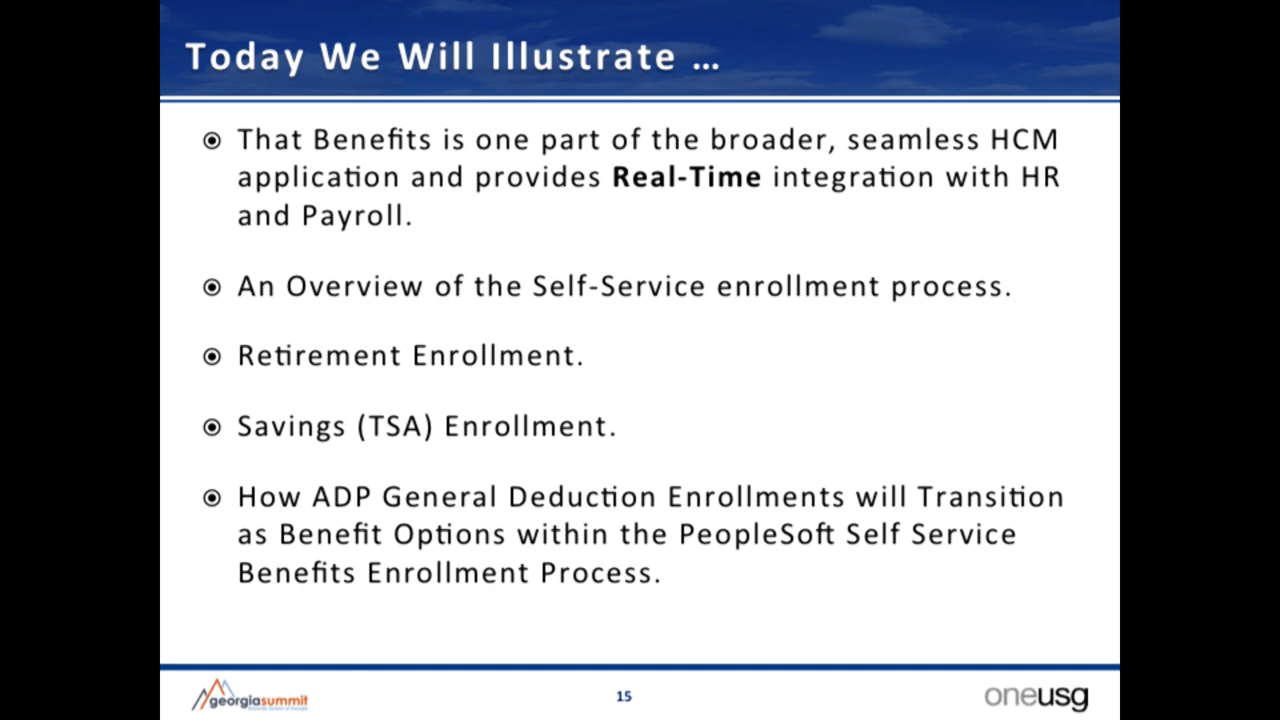 Today We Will Illustrate …
That Benefits is one part of the broader, seamless HCM
application and provides Real-Time integration with HR
and Payroll.
An Overview of the Self-Service enrollment process.
Retirement Enrollment.
Savings (TSA) Enrollment.
How ADP General Deduction Enrollments will Transition
as Benefit Options within the PeopleSoft Self Service
Benefits Enrollment Process.
georgiasummit
15
oneusg